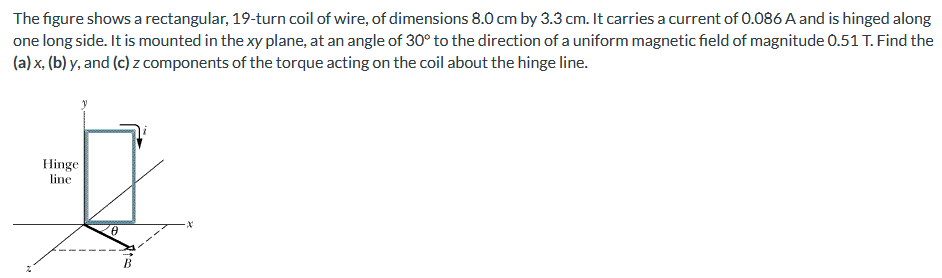 The figure shows a rectangular, 19-turn coil of wire, of dimensions 8.0 cm by 3.3 cm. It carries a current of 0.086 A and is hinged along
one long side. It is mounted in the xy plane, at an angle of 30° to the direction of a uniform magnetic field of magnitude 0.51 T. Find the
(a) x, (b) y, and (c) z components of the torque acting on the coil about the hinge line.
y
i
Hinge
line
x
θ
B
z